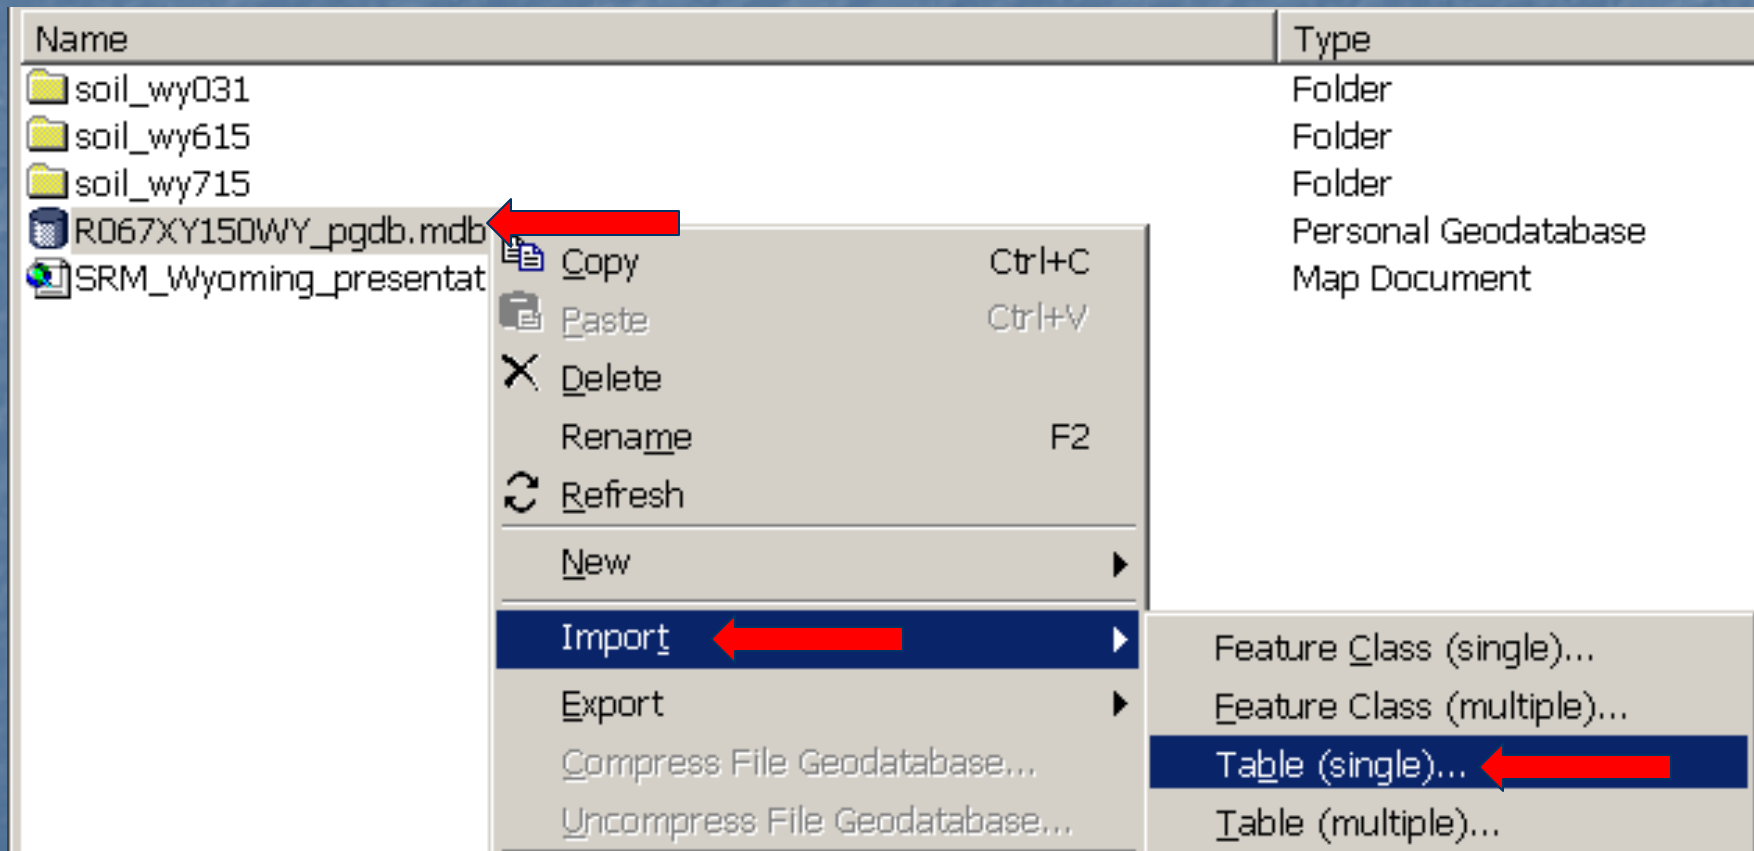 Name Type
soil_wy031 Folder
soil_wy615 Folder
soil_wy715 Folder
R067XY150WY_pgdb.mdb Personal Geodatabase
SRM_Wyoming_presentat Map Document
Copy Ctrl+C
Paste Ctrl+V
Delete
Rename F2
Refresh
New
Import
Export
Compress File Geodatabase...
Uncompress File Geodatabase...
Feature Class (single)...
Feature Class (multiple)...
Table (single)...
Table (multiple)...